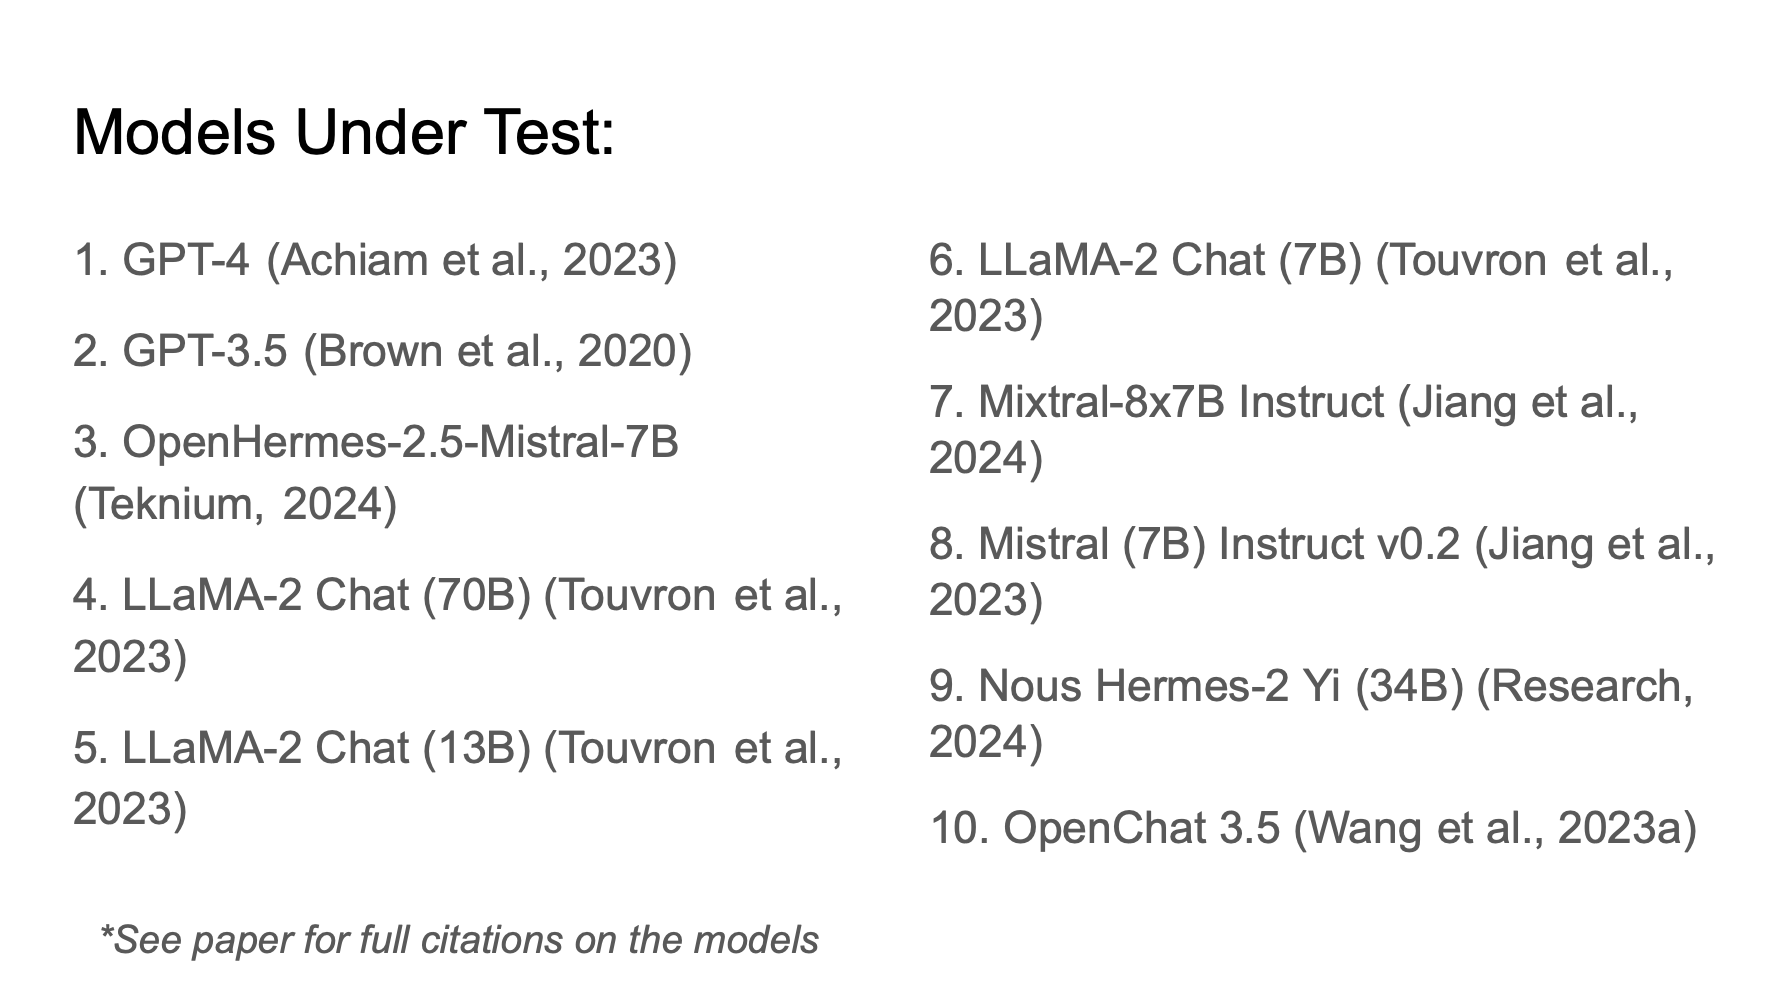 Models Under Test:
1. GPT-4 (Achiam et al., 2023)
2. GPT-3.5 (Brown et al., 2020)
3. OpenHermes-2.5-Mistral-7B
(Teknium, 2024)
4. LLaMA-2 Chat (70B) (Touvron et al.,
2023)
5. LLaMA-2 Chat (13B) (Touvron et al.,
2023)
6. LLaMA-2 Chat (7B) (Touvron et al.,
2023)
7. Mixtral-8x7B Instruct (Jiang et al.,
2024)
8. Mistral (7B) Instruct v0.2 (Jiang et al.,
2023)
9. Nous Hermes-2 Yi (34B) (Research,
2024)
10. OpenChat 3.5 (Wang et al., 2023a)
*See paper for full citations on the models